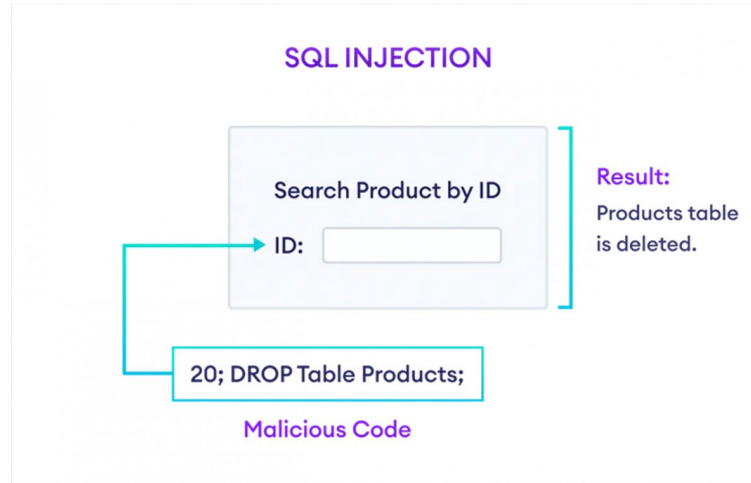 SQL INJECTION
Search Product by ID
ID:
Result:
Products table
is deleted.
20; DROP Table Products;
Malicious Code